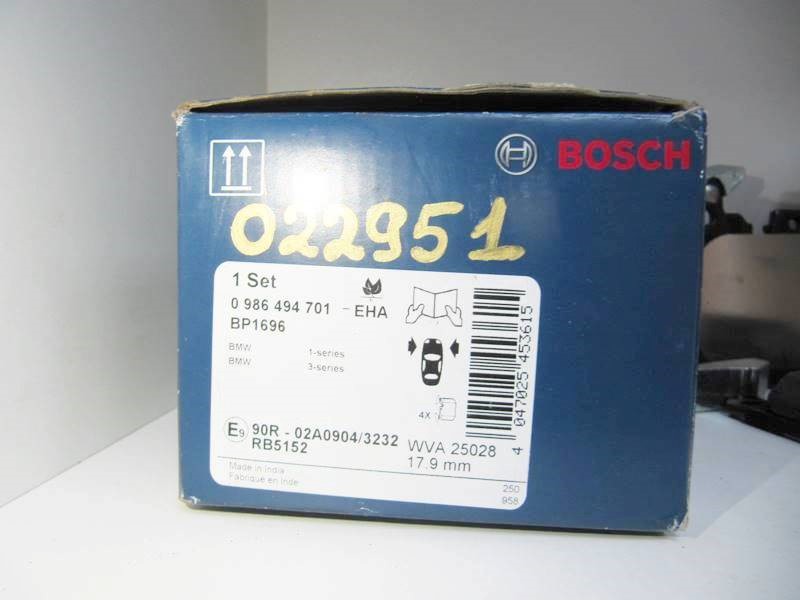 BOSCH
022951
1 Set
0 986 494 701 - EHA
BP1696
BMW 1-series
BMW 3-series
4X
4 047025 453615
E9 90R - 02A0904/3232
RB5152
WVA 25028
17.9 mm
Made in India
Fabriqué en Inde
250
958